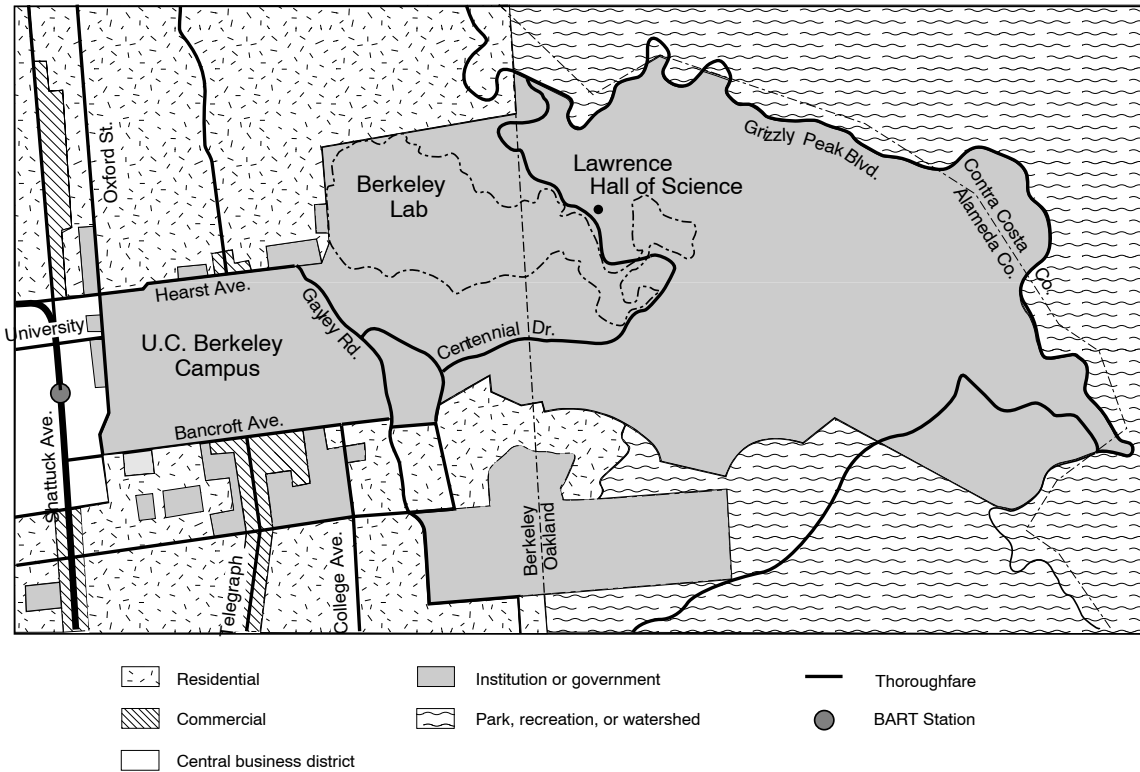 Oxford St.
Grizzly Peak Blvd.
Lawrence
Hall of Science
Berkeley
Lab
Contra Costa Co.
Alameda Co.
Hearst Ave.
Gayley Rd.
University
U.C. Berkeley
Campus
Centennial Dr.
Bancroft Ave.
Shattuck Ave.
Berkeley
Oakland
Telegraph
College Ave.
Residential
Commercial
Central business district
Institution or government
Park, recreation, or watershed
Thoroughfare
BART Station